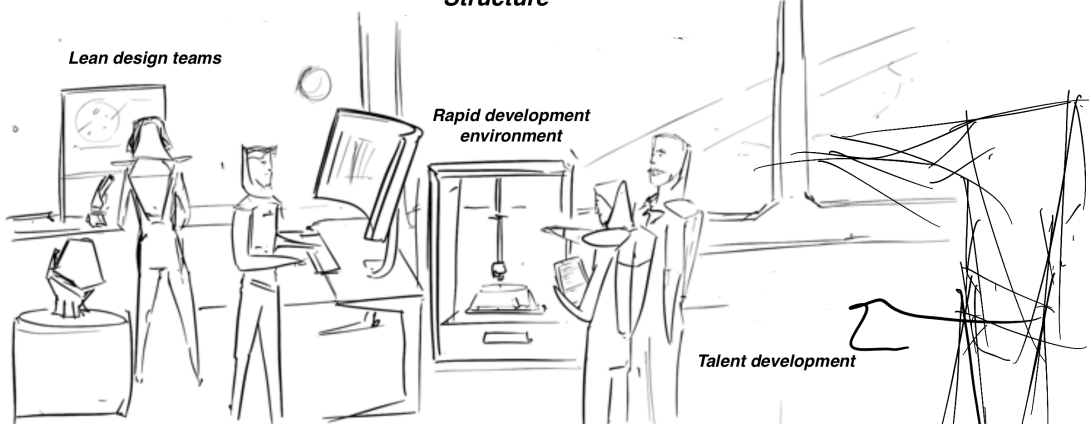 Structure
Lean design teams
Rapid development
environment
Talent development